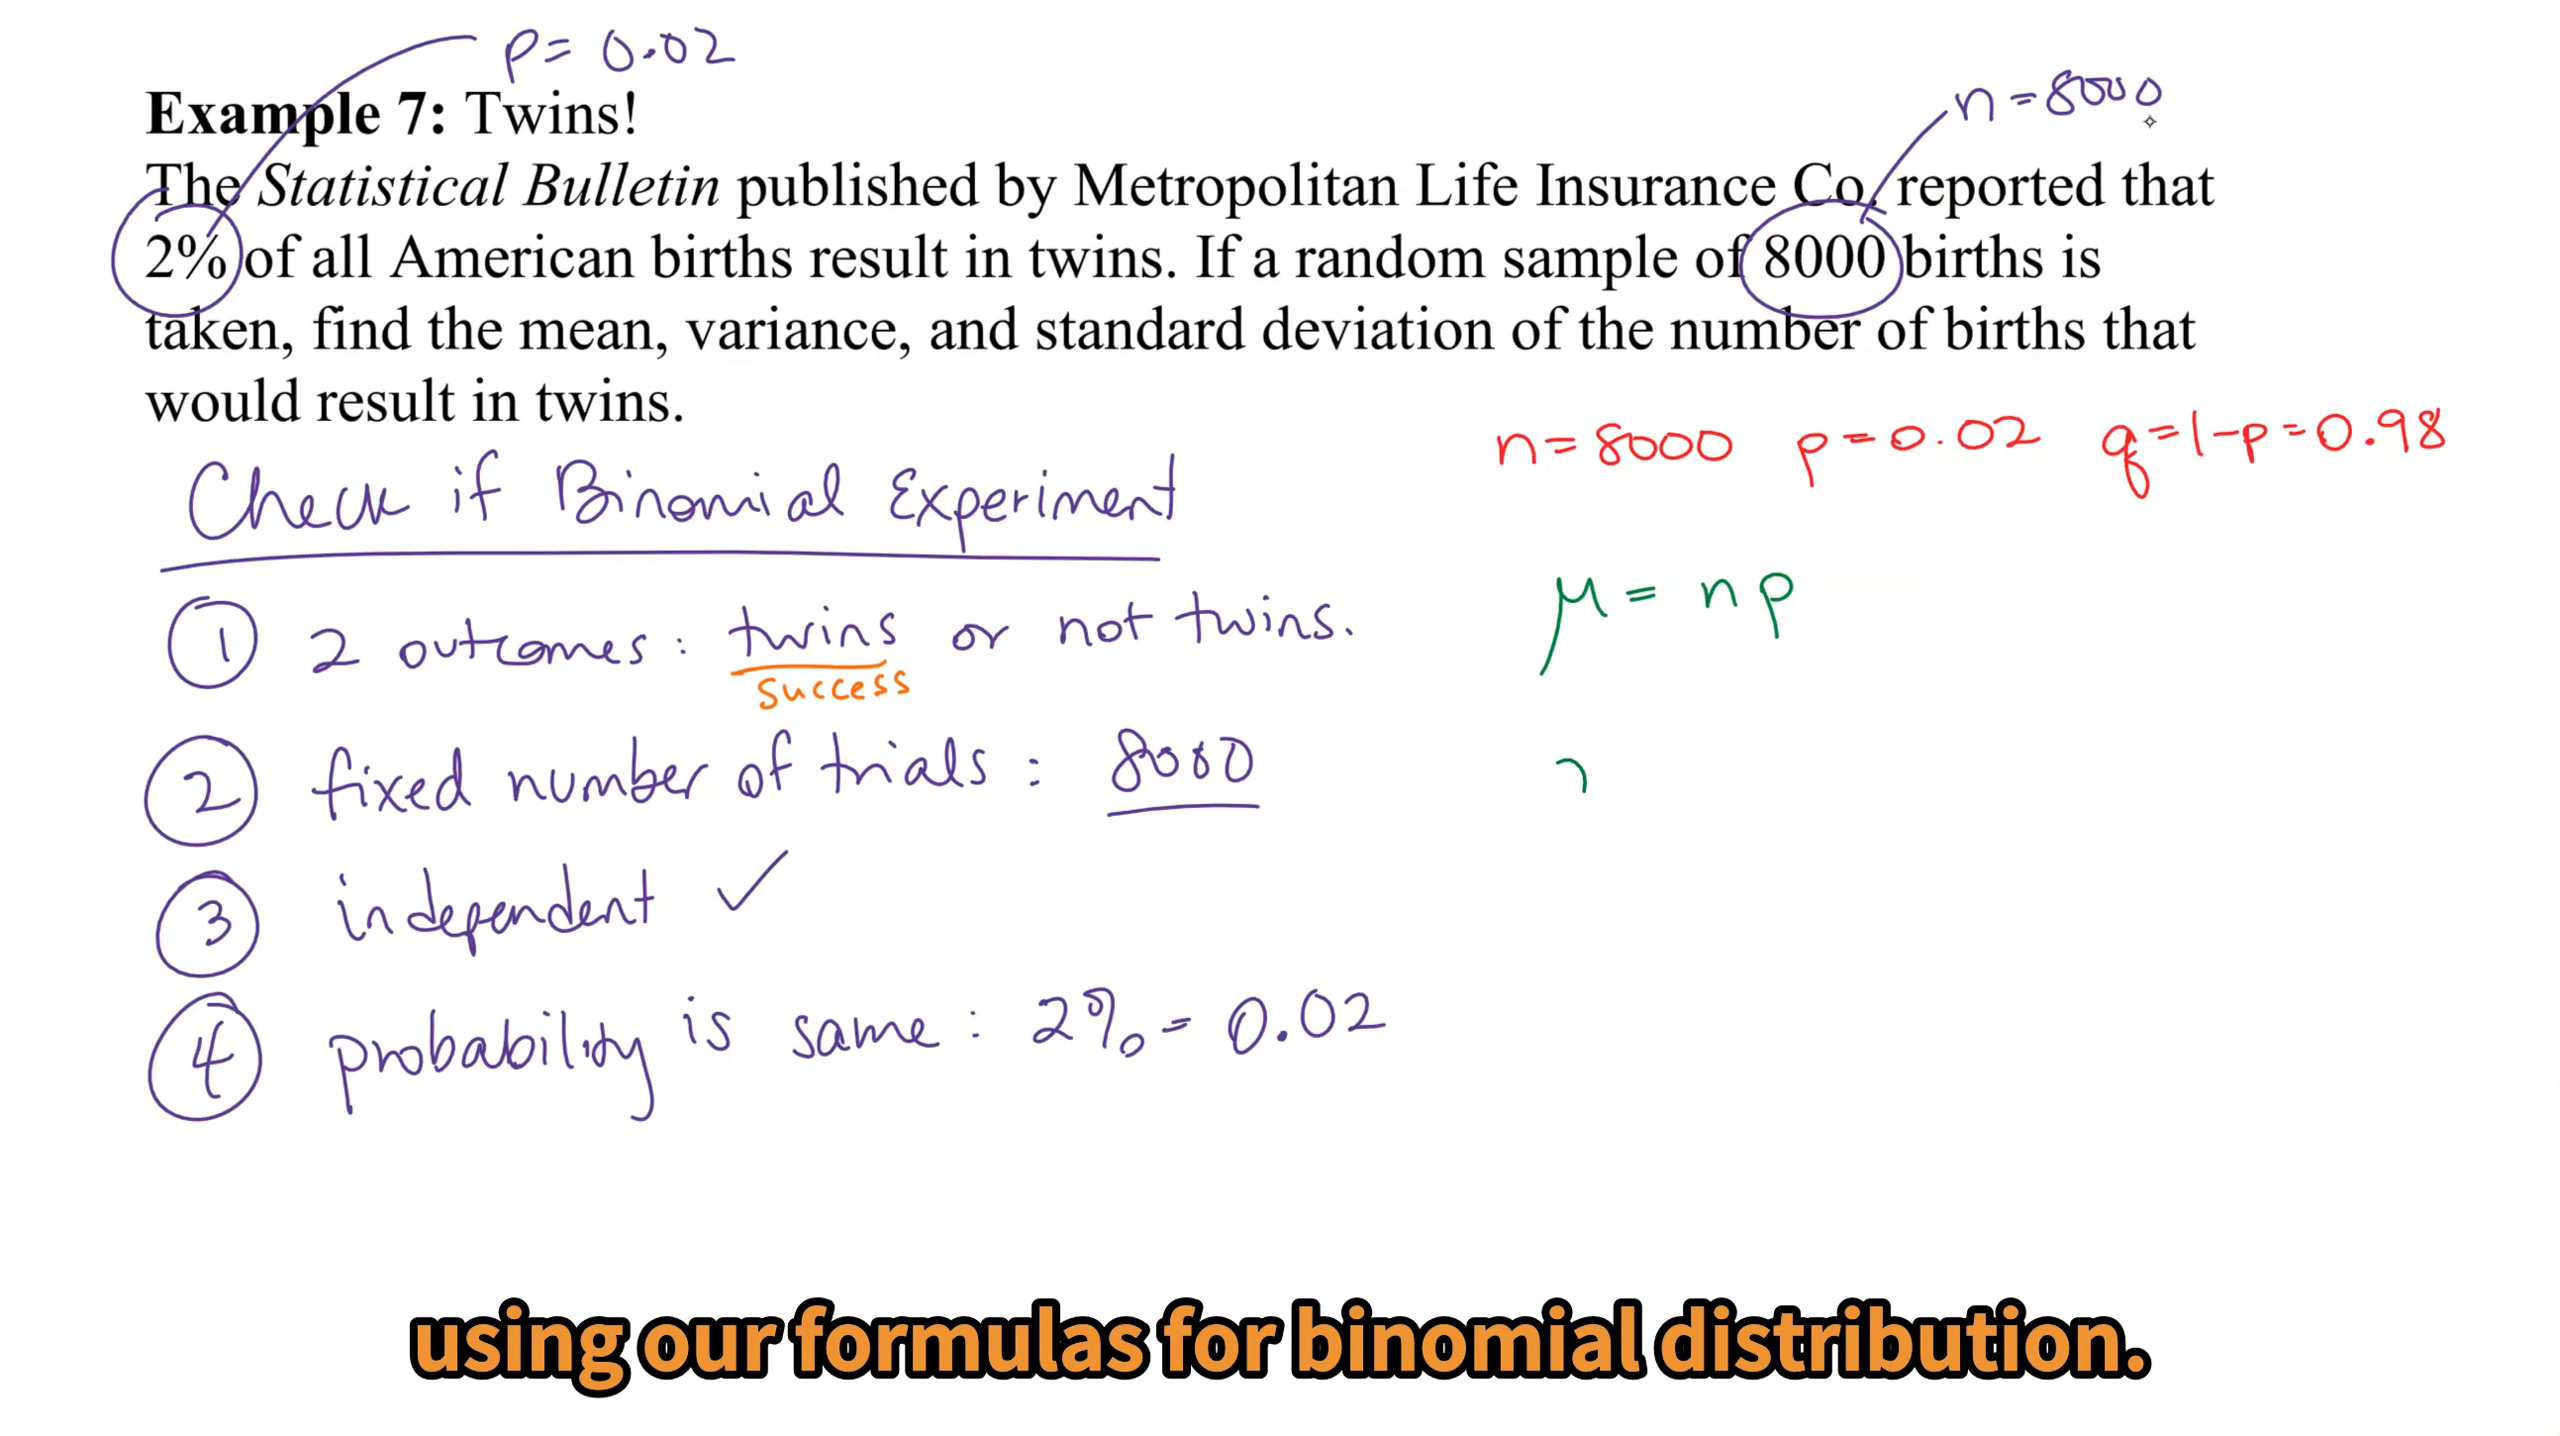 p = 0.02
n = 8000
Example 7: Twins!
The Statistical Bulletin published by Metropolitan Life Insurance Co. reported that
2% of all American births result in twins. If a random sample of 8000 births is
taken, find the mean, variance, and standard deviation of the number of births that
would result in twins.
n = 8000 p = 0.02 q = 1 - p = 0.98
Check if Binomial Experiment
① 2 outcomes : twins or not twins.
success
② fixed number of trials : 8000
③ independent ✓
④ probability is same : 2% = 0.02
μ = np
using our formulas for binomial distribution.